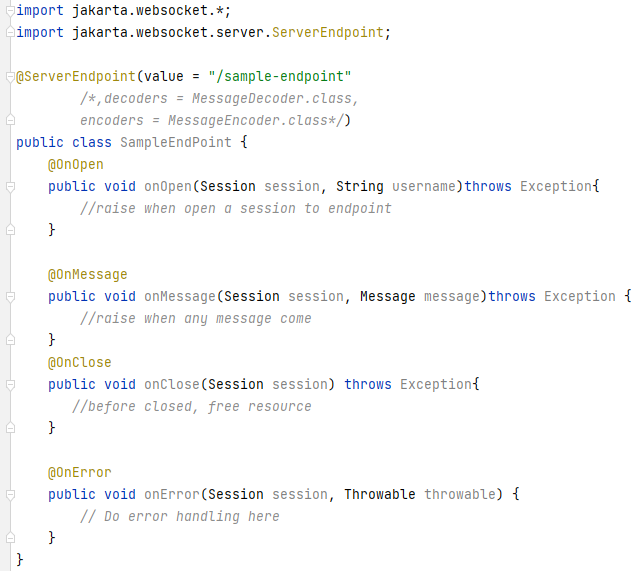 import jakarta.websocket.*;
import jakarta.websocket.server.ServerEndpoint;
@ServerEndpoint(value = "/sample-endpoint"
/*,decoders = MessageDecoder.class,
encoders = MessageEncoder.class*/)
public class SampleEndPoint {
@OnOpen
public void onOpen(Session session, String username)throws Exception{
//raise when open a session to endpoint
}
@OnMessage
public void onMessage(Session session, Message message)throws Exception {
//raise when any message come
}
@OnClose
public void onClose(Session session) throws Exception{
//before closed, free resource
}
@OnError
public void onError(Session session, Throwable throwable) {
// Do error handling here
}
}